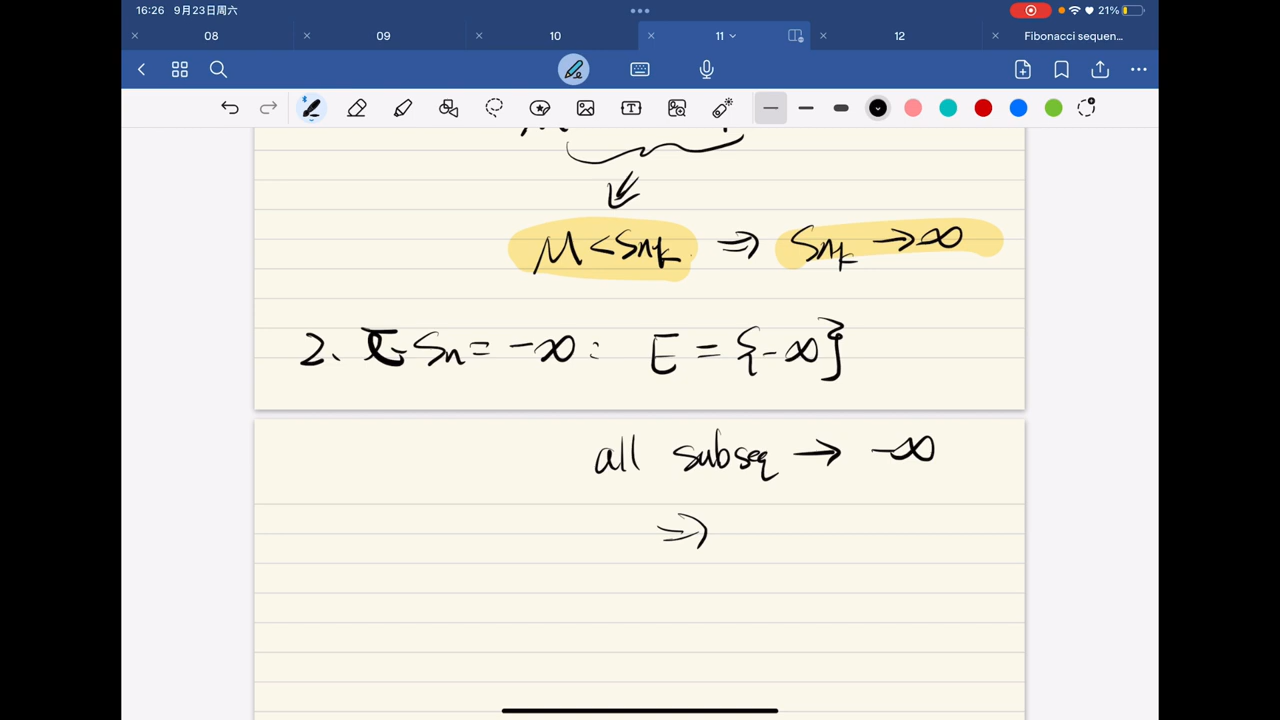 16:26 9月23日周六 21%
08 09 10 11 12 Fibonacci sequen...
M < Snk ⇒ Snk → ∞
2. Sn = -∞ : E = {-∞}
all subseq → -∞
⇒